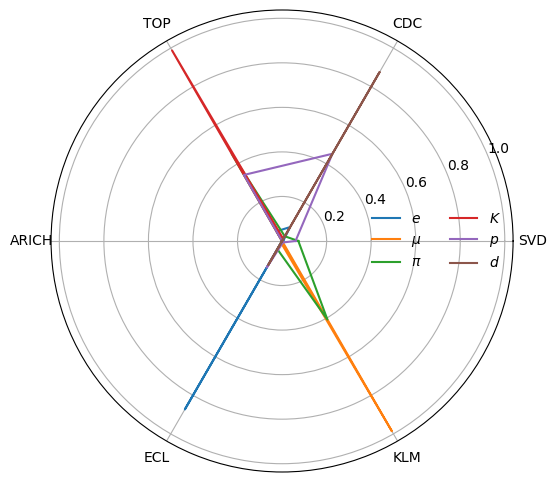 TOP CDC
1.0
0.8
0.6
0.4
0.2
e K
ARICH μ p SVD
π d
ECL KLM